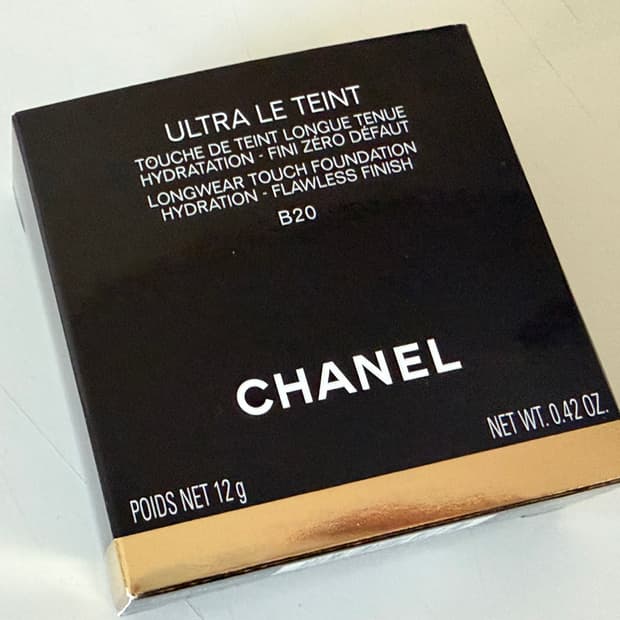 ULTRA LE TEINT
TOUCHE DE TEINT LONGUE TENUE
HYDRATATION - FINI ZÉRO DÉFAUT
LONGWEAR TOUCH FOUNDATION
HYDRATION - FLAWLESS FINISH
B20
CHANEL
POIDS NET 12 g
NET WT. 0.42 OZ.